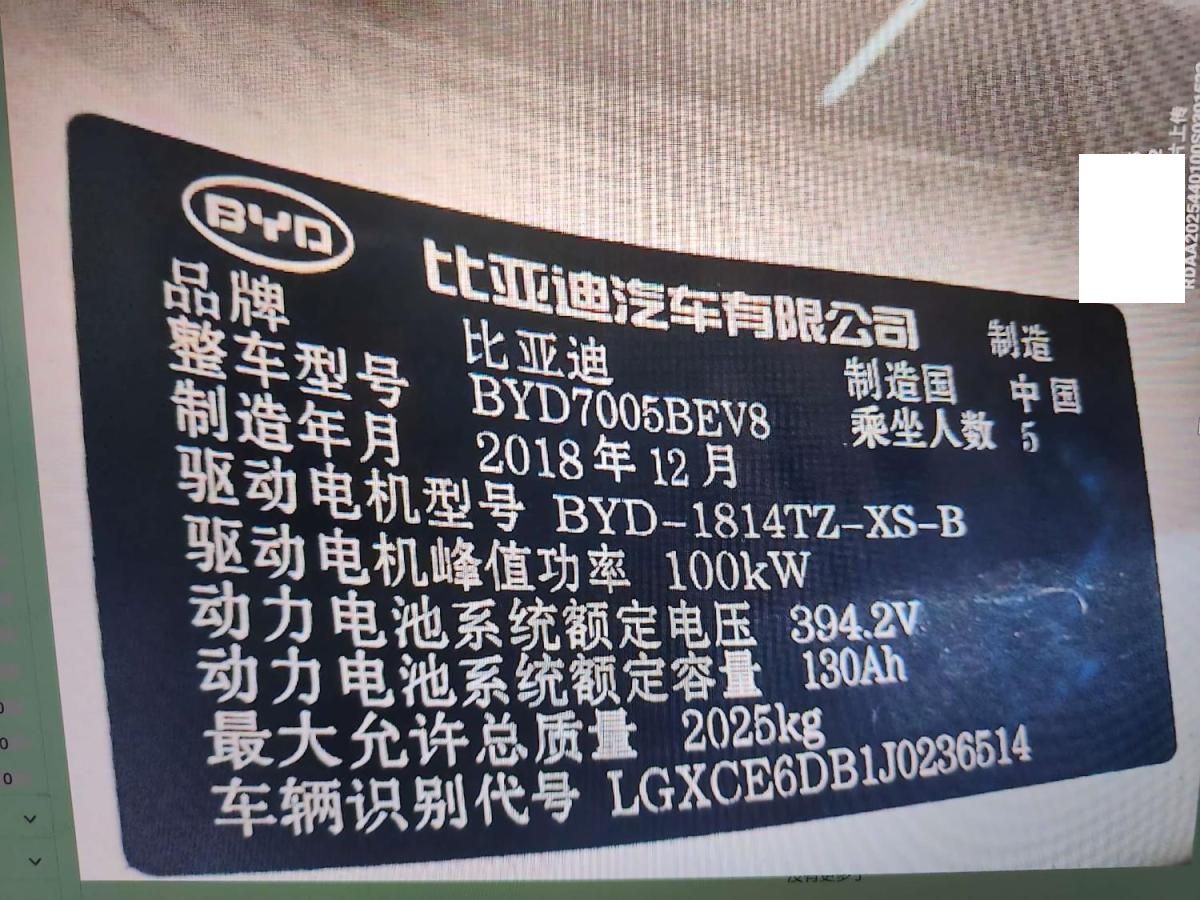 BYD
比亚迪汽车有限公司 制造
品牌 比亚迪 制造国 中国
整车型号 BYD7005BEV8 乘坐人数 5
制造年月 2018年12月
驱动电机型号 BYD-1814TZ-XS-B
驱动电机峰值功率 100kW
动力电池系统额定电压 394.2V
动力电池系统额定容量 130Ah
最大允许总质量 2025kg
车辆识别代号 LGXCE6DB1J0236514
0
0
0